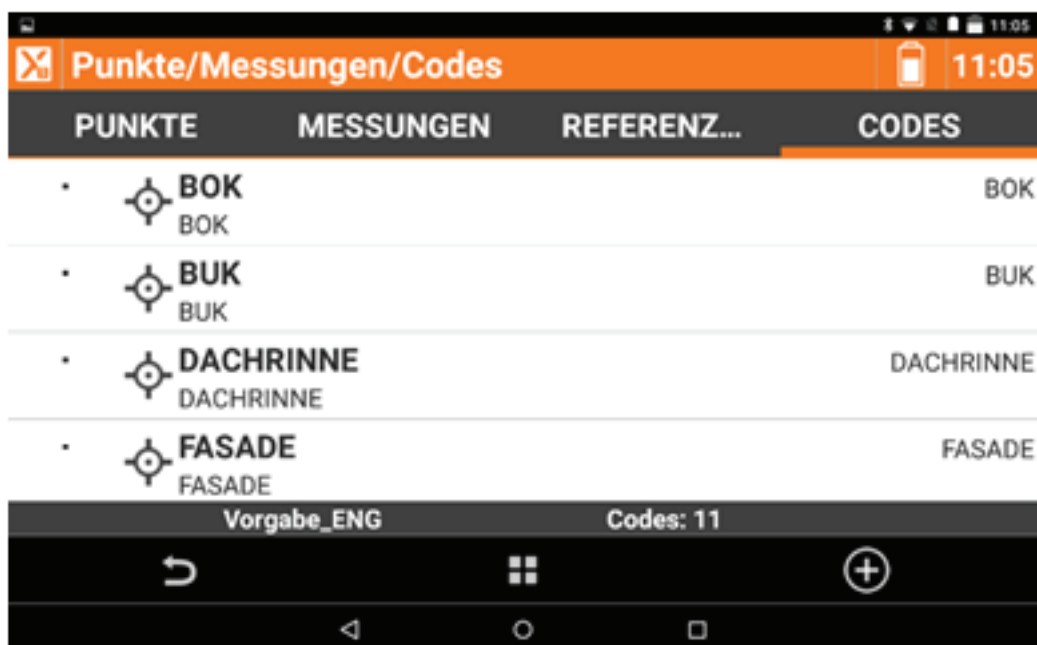 11:05
Punkte/Messungen/Codes 11:05
PUNKTE MESSUNGEN REFERENZ... CODES
BOK BOK
BOK
BUK BUK
BUK
DACHRINNE DACHRINNE
DACHRINNE
FASADE FASADE
FASADE
Vorgabe_ENG Codes: 11